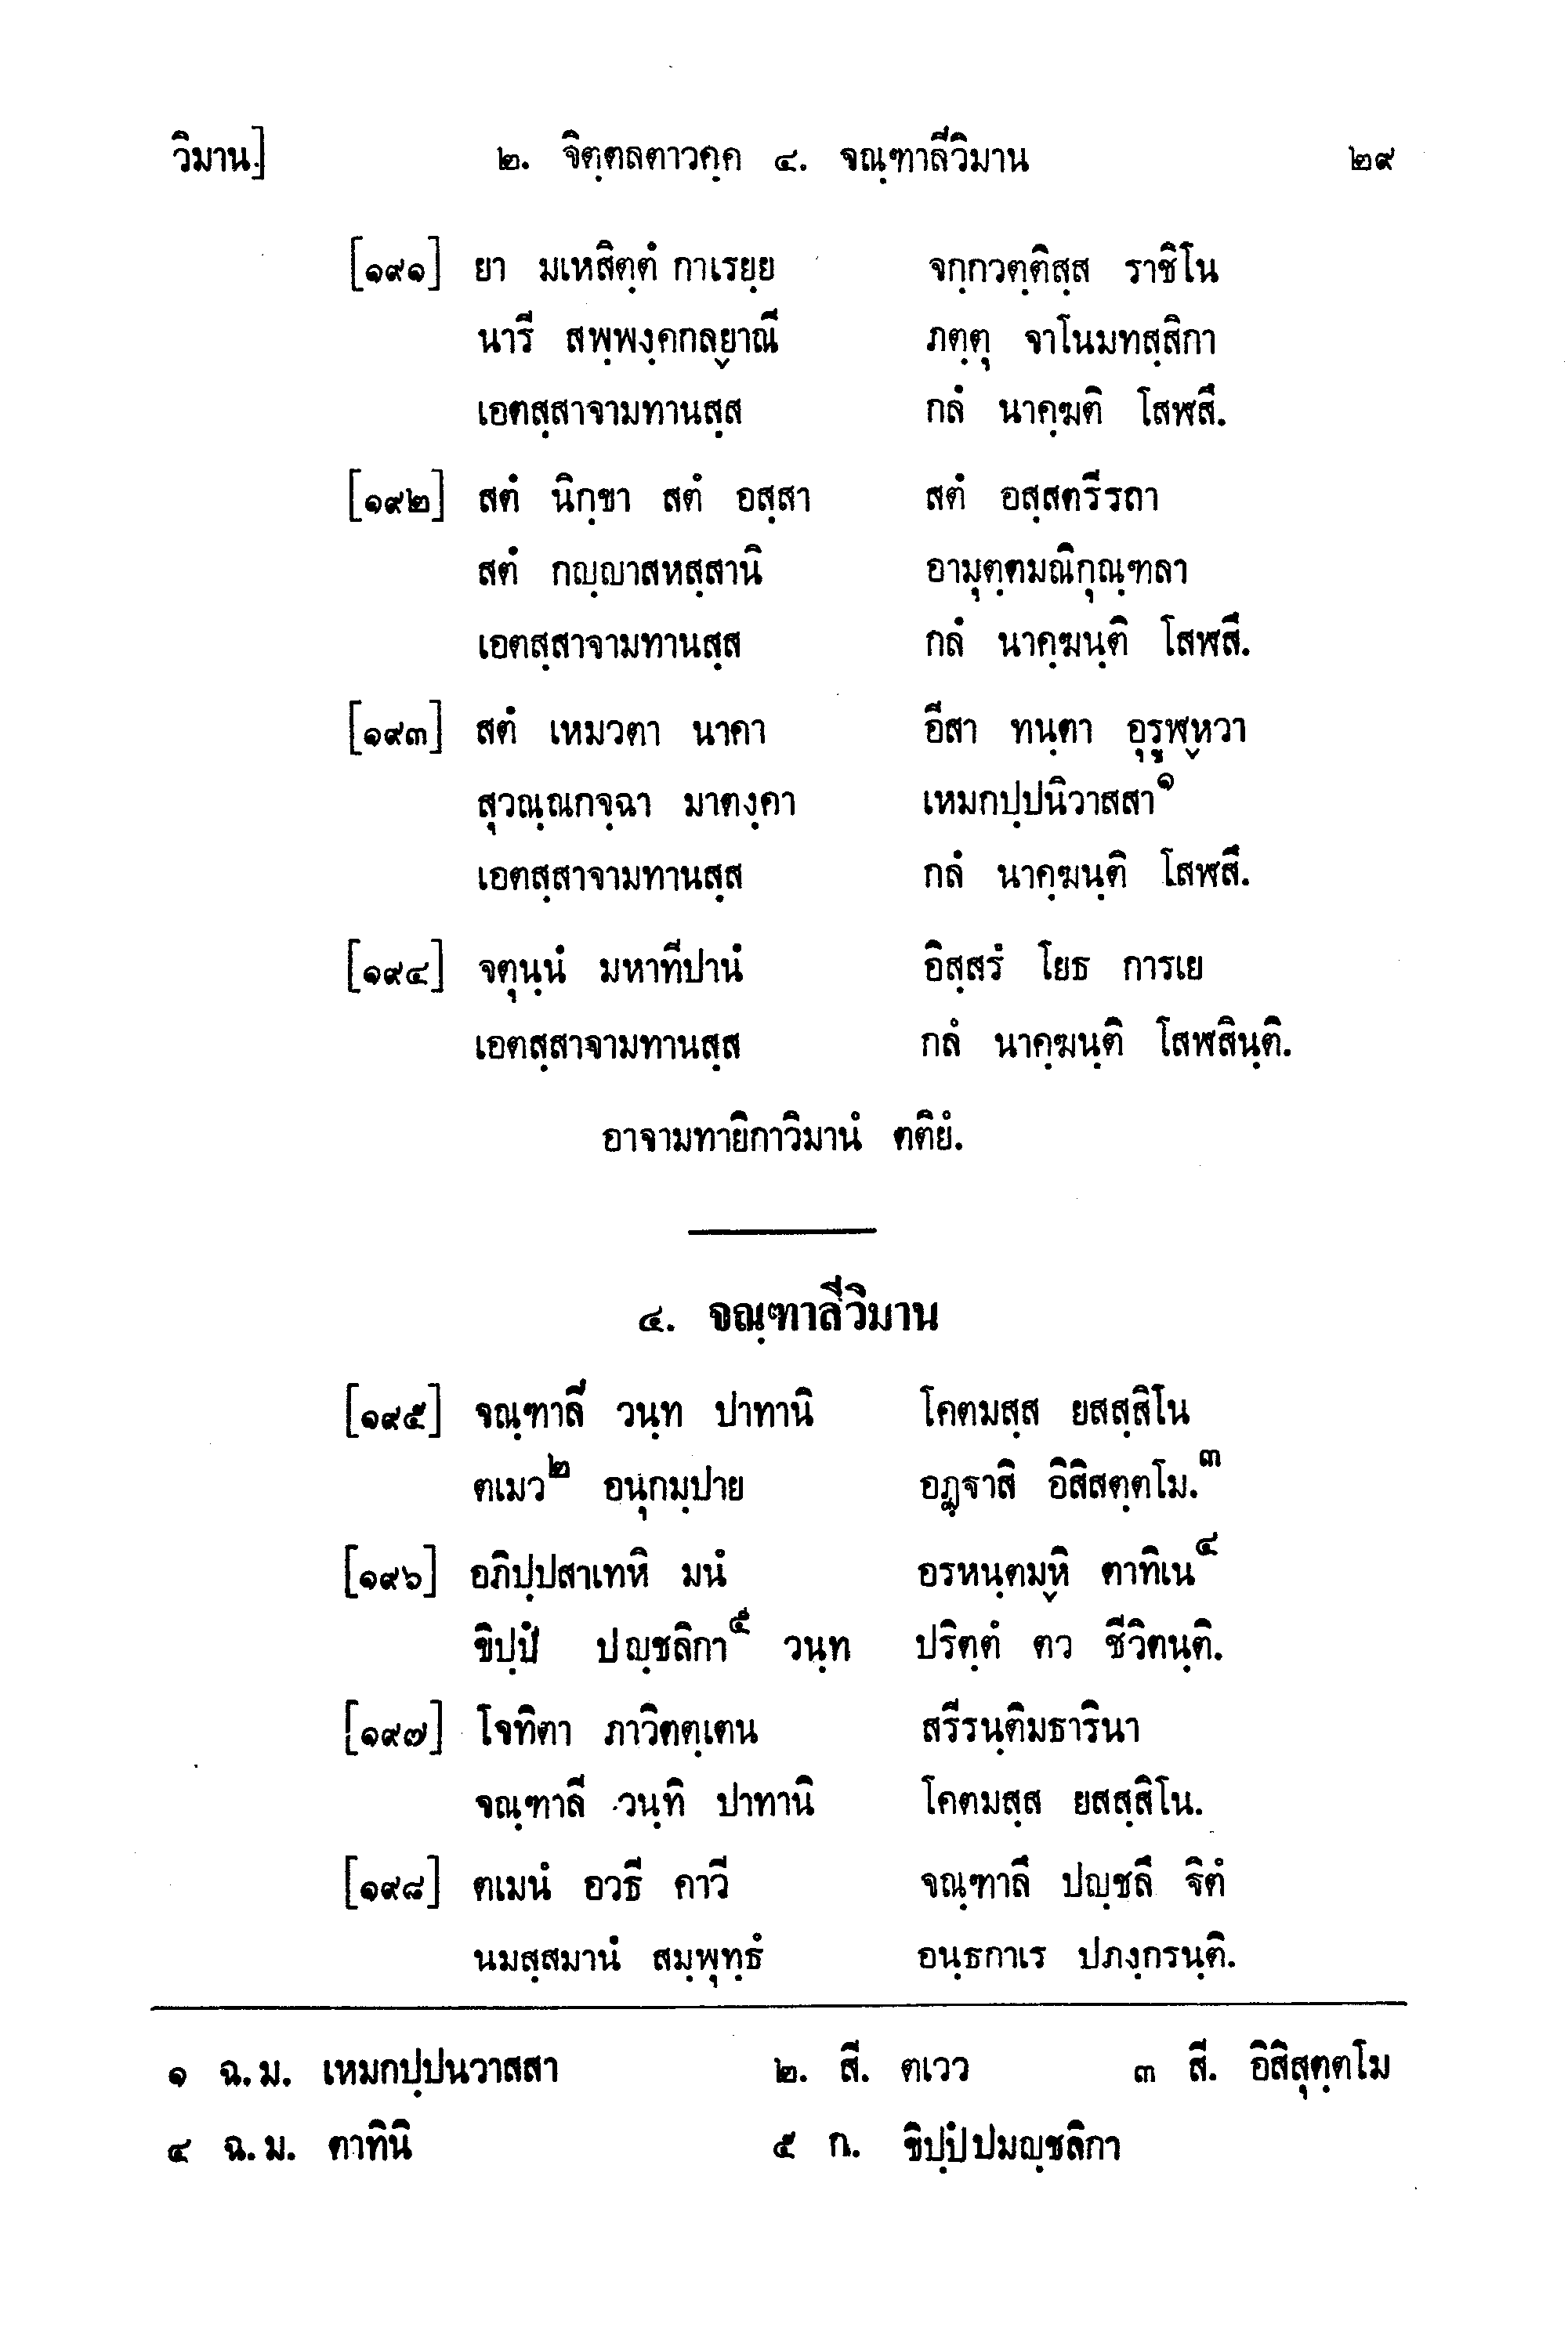 วิมาน] ๒. จิตฺตลตาวคฺค ๔. จณฺฑาลีวิมาน ๒๙
[๑๙๑] ยา มเหสิตฺตํ กาเรยฺย จกฺกวตฺติสฺส ราชิโน
นารี สพฺพงฺคกลฺยาณี ภตฺตุ จาโนมทสฺสิกา
เอตสฺสาจามทานสฺส กลํ นาคฺฆติ โสฬสึ.
[๑๙๒] สตํ นิกฺขา สตํ อสฺสา สตํ อสฺสตรีรถา
สตํ กญฺญาสหสฺสานิ อามุตฺตมณิกุณฺฑลา
เอตสฺสาจามทานสฺส กลํ นาคฺฆนฺติ โสฬสึ.
[๑๙๓] สตํ เหมวตา นาคา อีสา ทนฺตา อุรูฬฺหวา
สุวณฺณกจฺฉา มาตงฺคา เหมกปฺปนิวาสสา๑
เอตสฺสาจามทานสฺส กลํ นาคฺฆนฺติ โสฬสึ.
[๑๙๔] จตุนฺนํ มหาทีปานํ อิสฺสรํ โยธ การเย
เอตสฺสาจามทานสฺส กลํ นาคฺฆนฺติ โสฬสินฺติ.
อาจามทายิกาวิมานํ ตติยํ.
๔. จณฺฑาลีวิมาน
[๑๙๕] จณฺฑาลี วนฺท ปาทานิ โคตมสฺส ยสสฺสิโน
ตเมว๒ อนุกมฺปาย อฏฺฐาสิ อิสิสตฺตโม.๓
[๑๙๖] อภิปฺปสาเทหิ มนํ อรหนฺตมฺหิ ตาทิเน๔
ขิปฺปํ ปญฺชลิกา๕ วนฺท ปริตฺตํ ตว ชีวิตนฺติ.
[๑๙๗] โจทิตา ภาวิตตฺเตน สรีรนฺติมธารินา
จณฺฑาลี วนฺทิ ปาทานิ โคตมสฺส ยสสฺสิโน.
[๑๙๘] ตเมนํ อวธี คาวี จณฺฑาลึ ปญฺชลึ ฐิตํ
นมสฺสมานํ สมฺพุทฺธํ อนฺธกาเร ปภงฺกรนฺติ.
๑ ฉ.ม. เหมกปฺปนวาสสา ๒. สี. ตเวว ๓ สี. อิสิสุตฺตโม
๔ ฉ.ม. ตาทินิ ๕ ก. ขิปฺปํปมญฺชลิกา